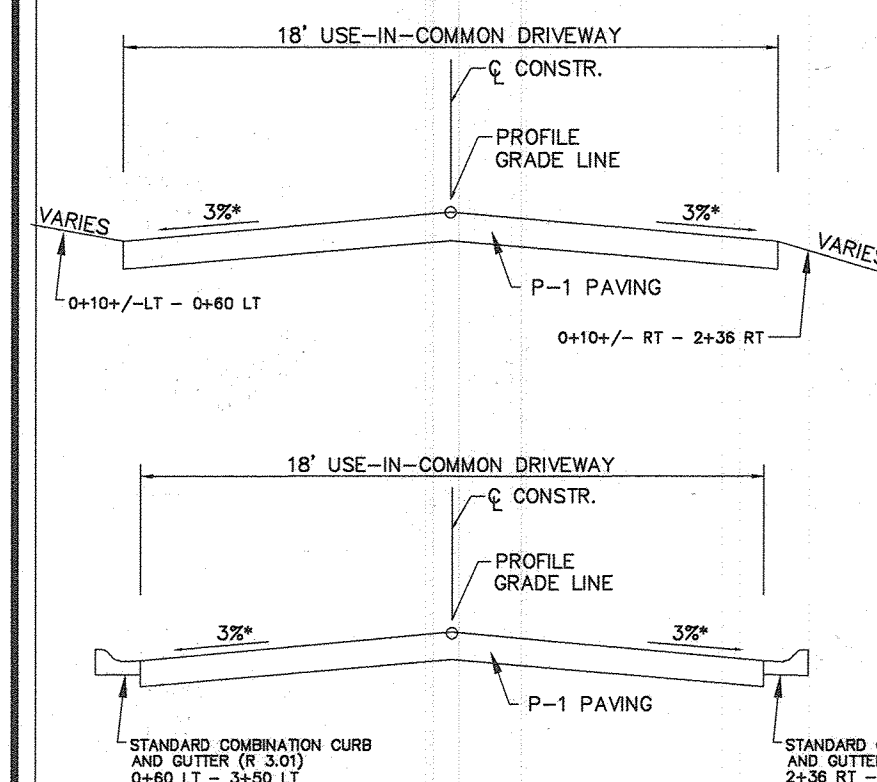 18' USE-IN-COMMON DRIVEWAY
℄ CONSTR.
PROFILE
GRADE LINE
VARIES
3%*
3%*
VARIES
P-1 PAVING
0+10+/-LT - 0+60 LT
0+10+/- RT - 2+36 RT
18' USE-IN-COMMON DRIVEWAY
℄ CONSTR.
PROFILE
GRADE LINE
3%*
3%*
P-1 PAVING
STANDARD COMBINATION CURB
AND GUTTER (R 3.01)
0+60 LT - 3+50 LT
STANDARD
AND GUTTER
2+36 RT -